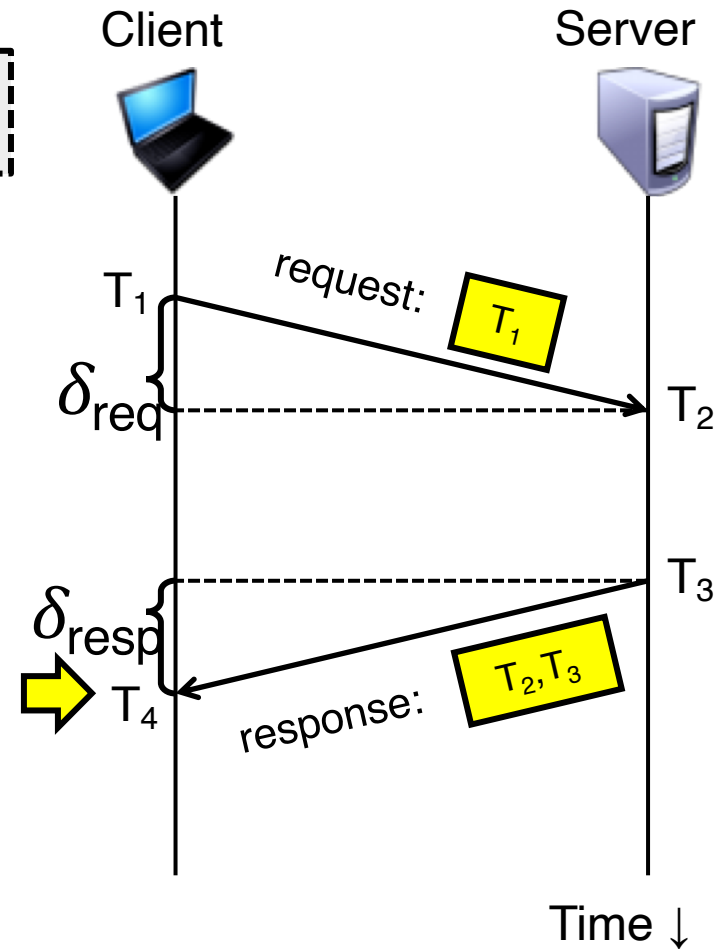 Client Server
request: T₁
T₁
δreq
T₂
T₃
δresp
T₂,T₃
T₄
response:
Time ↓